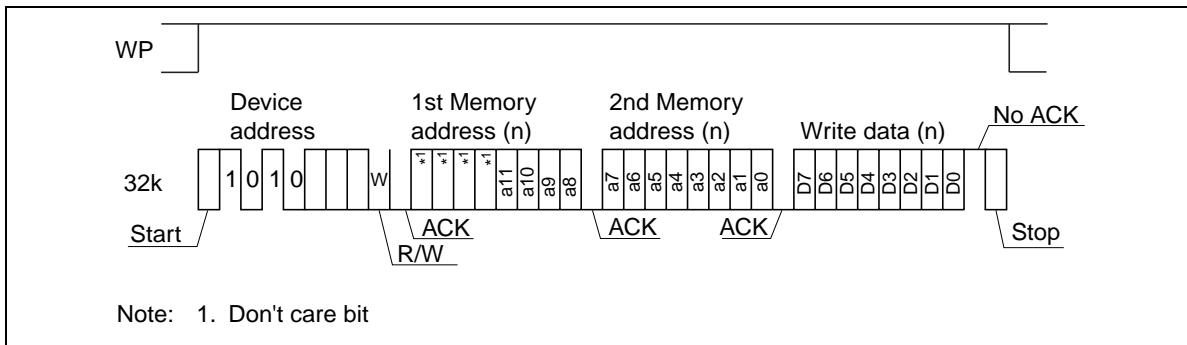 WP
Device
address
1st Memory
address (n)
2nd Memory
address (n)
Write data (n)
No ACK
32k
1 0 1 0 W *1 *1 *1 *1 a11 a10 a9 a8 a7 a6 a5 a4 a3 a2 a1 a0 D7 D6 D5 D4 D3 D2 D1 D0
Start
R/W
ACK
ACK
ACK
Stop
Note: 1. Don't care bit